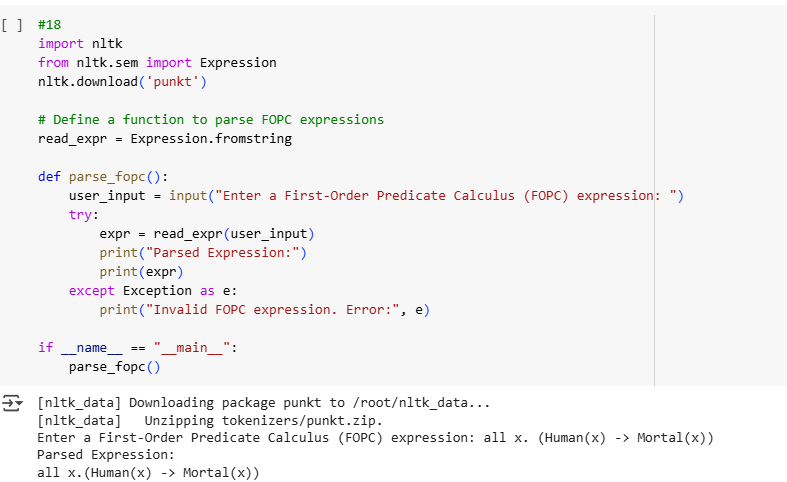 [ ] #18
import nltk
from nltk.sem import Expression
nltk.download('punkt')
# Define a function to parse FOPC expressions
read_expr = Expression.fromstring
def parse_fopc():
    user_input = input("Enter a First-Order Predicate Calculus (FOPC) expression: ")
    try:
        expr = read_expr(user_input)
        print("Parsed Expression:")
        print(expr)
    except Exception as e:
        print("Invalid FOPC expression. Error:", e)
if __name__ == "__main__":
    parse_fopc()
[nltk_data] Downloading package punkt to /root/nltk_data...
[nltk_data]   Unzipping tokenizers/punkt.zip.
Enter a First-Order Predicate Calculus (FOPC) expression: all x. (Human(x) -> Mortal(x))
Parsed Expression:
all x.(Human(x) -> Mortal(x))